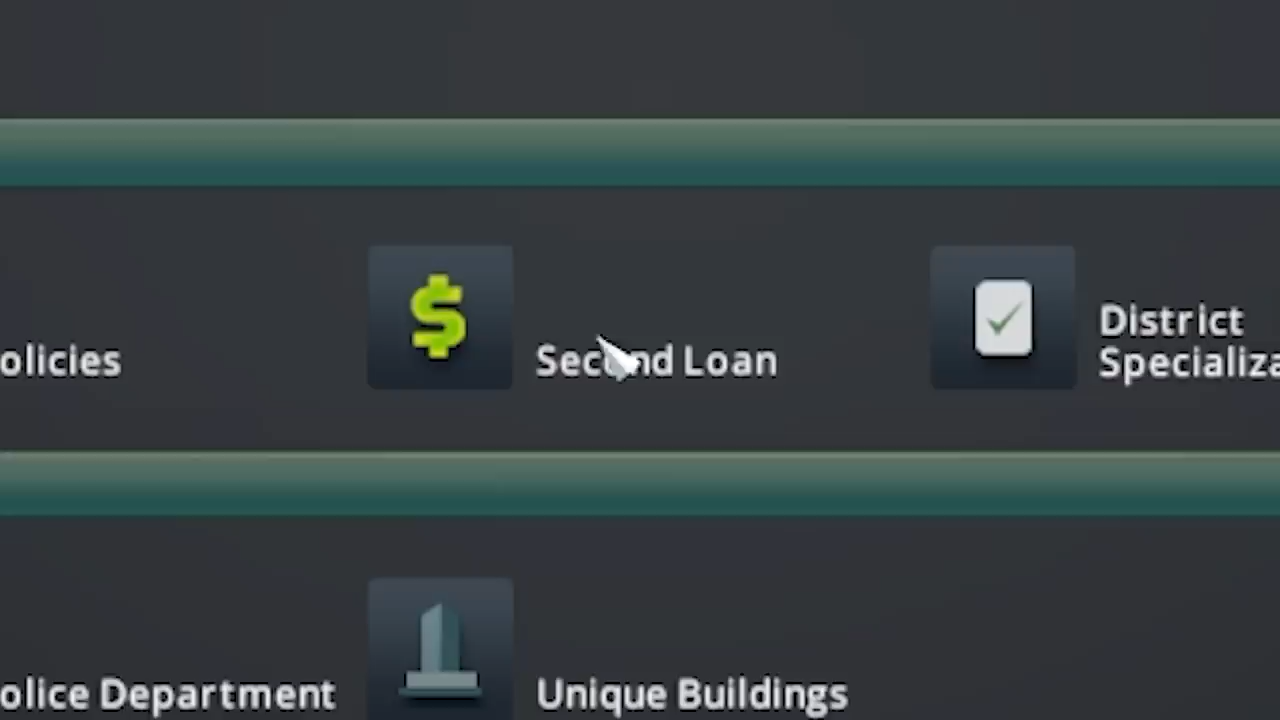 olicies
Second Loan
District
Specializa
olice Department
Unique Buildings